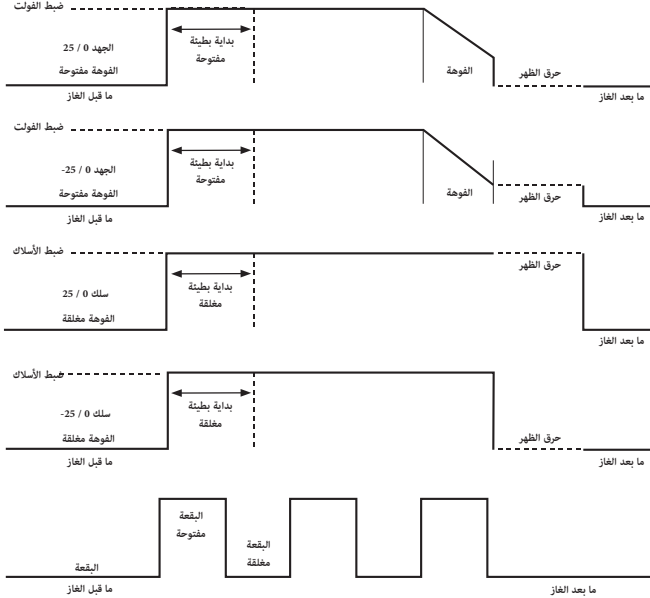 ضبط الفولت
الجهد 0 / 25
الفوهة مفتوحة
ما قبل الغاز
بداية بطيئة
مفتوحة
الفوهة
حرق الظهر
ما بعد الغاز
ضبط الفولت
الجهد 0 / 25-
الفوهة مفتوحة
ما قبل الغاز
بداية بطيئة
مفتوحة
الفوهة
حرق الظهر
ما بعد الغاز
ضبط الأسلاك
سلك 0 / 25
الفوهة مغلقة
ما قبل الغاز
بداية بطيئة
مغلقة
حرق الظهر
ما بعد الغاز
ضبط الأسلاك
سلك 0 / 25-
الفوهة مغلقة
ما قبل الغاز
بداية بطيئة
مغلقة
حرق الظهر
ما بعد الغاز
البقعة
مفتوحة
البقعة
مغلقة
البقعة
ما قبل الغاز
ما بعد الغاز